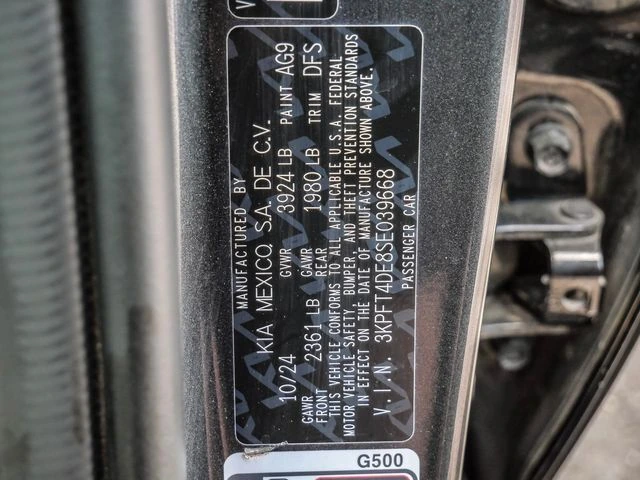 MANUFACTURED BY
KIA MEXICO, S.A. DE C.V.
10/24 GVWR 3924 LB PAINT AG9
GAWR FRONT 2361 LB GAWR REAR 1980 LB TRIM DFS
THIS VEHICLE CONFORMS TO ALL APPLICABLE U.S.A. FEDERAL
MOTOR VEHICLE SAFETY, BUMPER, AND THEFT PREVENTION STANDARDS
IN EFFECT ON THE DATE OF MANUFACTURE SHOWN ABOVE.
V.I.N. 3KPFT4DE8SE039668
PASSENGER CAR
G500